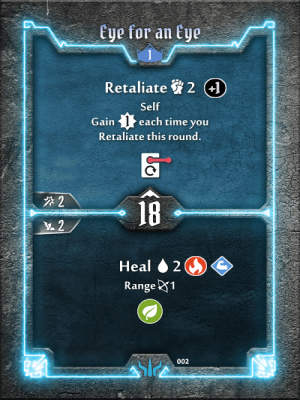 Eye for an Eye
1
Retaliate 2 +1
Self
Gain 1 each time you
Retaliate this round.
2
18
2
Heal 2
Range 1
002